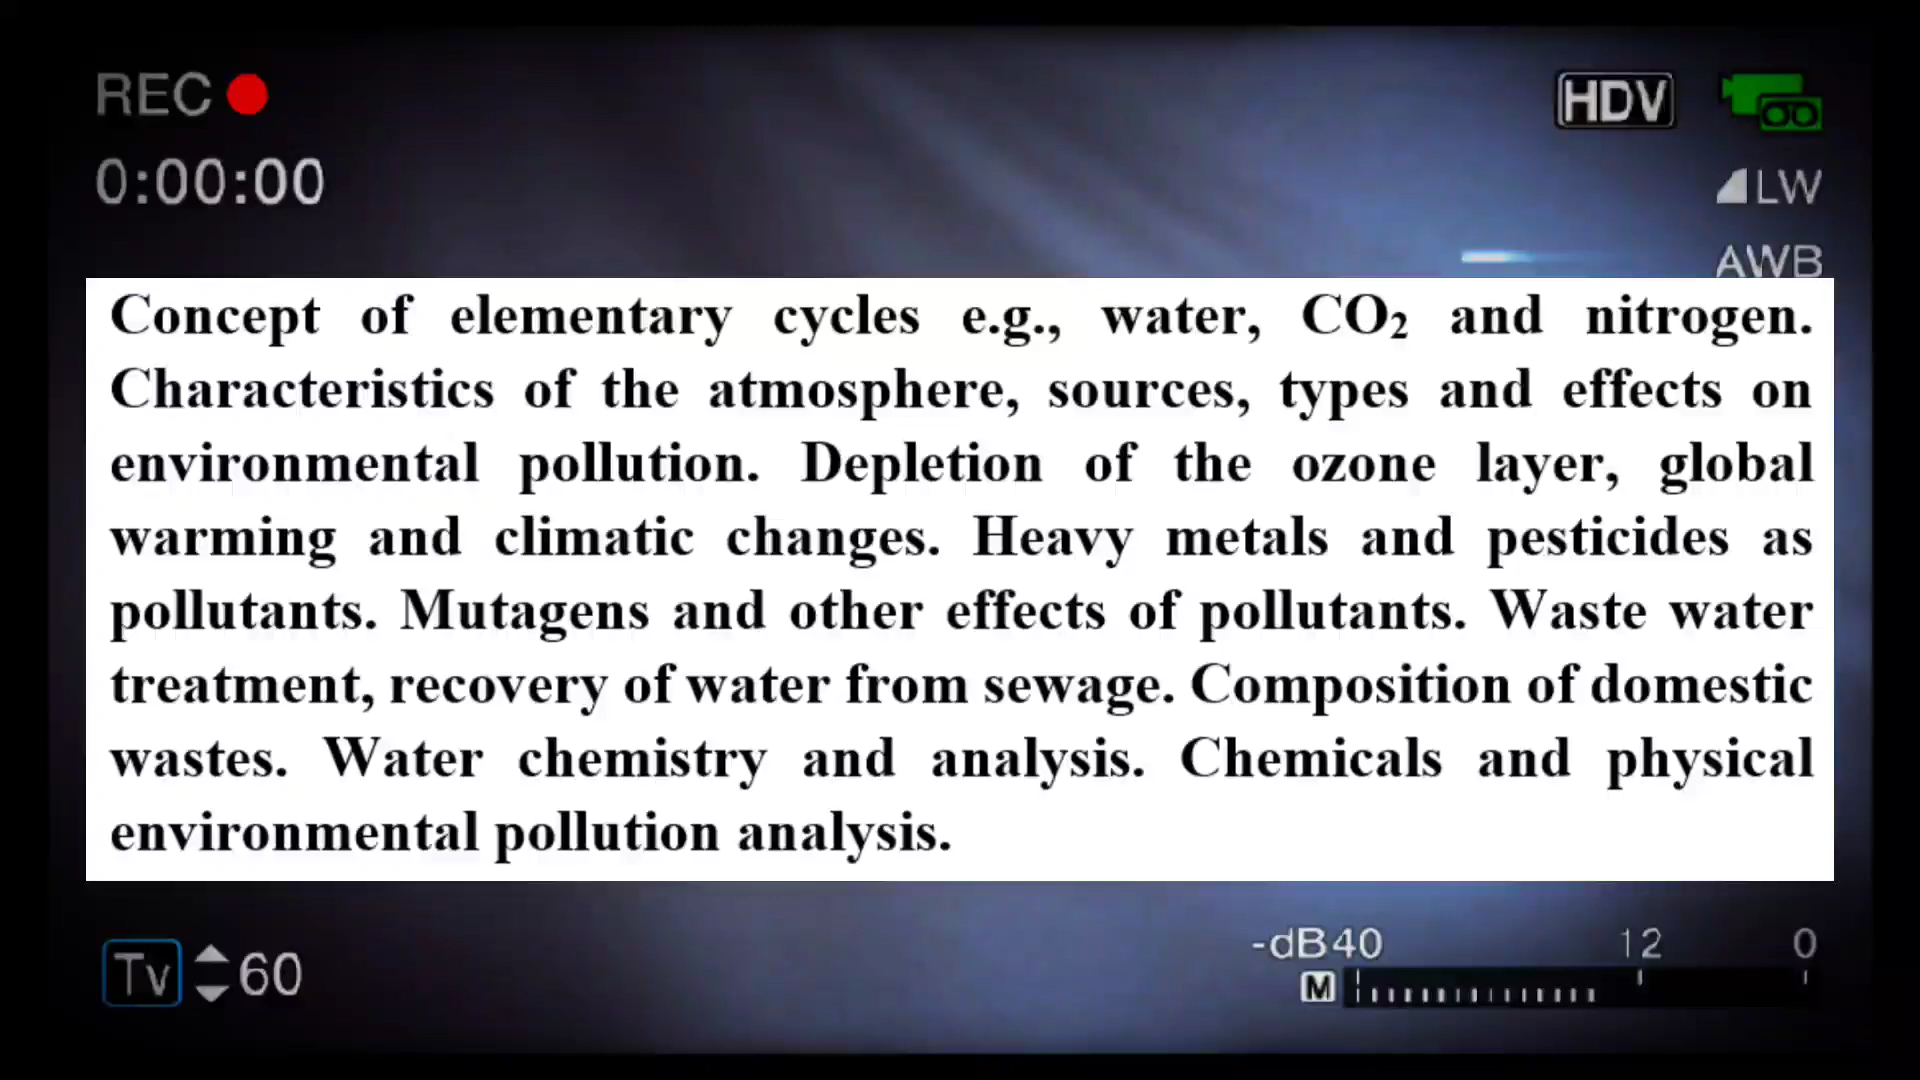 REC
HDV
0:00:00
LW
AWB
Concept of elementary cycles e.g., water, CO₂ and nitrogen.
Characteristics of the atmosphere, sources, types and effects on
environmental pollution. Depletion of the ozone layer, global
warming and climatic changes. Heavy metals and pesticides as
pollutants. Mutagens and other effects of pollutants. Waste water
treatment, recovery of water from sewage. Composition of domestic
wastes. Water chemistry and analysis. Chemicals and physical
environmental pollution analysis.
-dB40 12 0
Tv 60
M